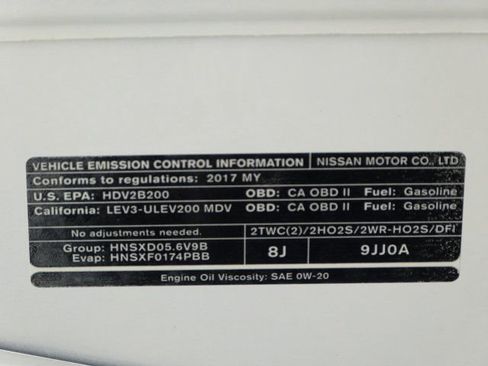 VEHICLE EMISSION CONTROL INFORMATION NISSAN MOTOR CO., LTD
Conforms to regulations: 2017 MY
U.S. EPA: HDV2B200 OBD: CA OBD II Fuel: Gasoline
California: LEV3-ULEV200 MDV OBD: CA OBD II Fuel: Gasoline
No adjustments needed. 2TWC(2)/2HO2S/2WR-HO2S/DFI
Group: HNSXD05.6V9B
Evap: HNSXF0174PBB
8J 9JJ0A
Engine Oil Viscosity: SAE 0W-20